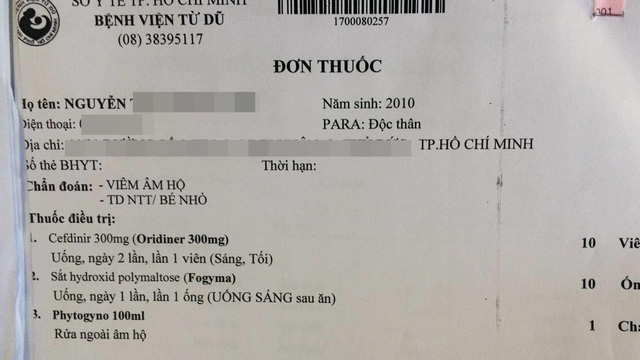 SỞ Y TẾ TP. HỒ CHÍ MINH
BỆNH VIỆN TỪ DŨ
(08) 38395117
1700080257
001
ĐƠN THUỐC
Họ tên: NGUYỄN
Năm sinh: 2010
Điện thoại:
PARA: Độc thân
Địa chỉ:
TP.HỒ CHÍ MINH
Số thẻ BHYT:
Thời hạn:
Chẩn đoán: - VIÊM ÂM HỘ
- TD NTT/ BÉ NHỎ
Thuốc điều trị:
1. Cefdinir 300mg (Oridiner 300mg)
10 Viê
Uống, ngày 2 lần, lần 1 viên (Sáng, Tối)
2. Sắt hydroxid polymaltose (Fogyma)
10 Ốn
Uống, ngày 1 lần, lần 1 ống (UỐNG SÁNG sau ăn)
3. Phytogyno 100ml
1 Cha
Rửa ngoài âm hộ